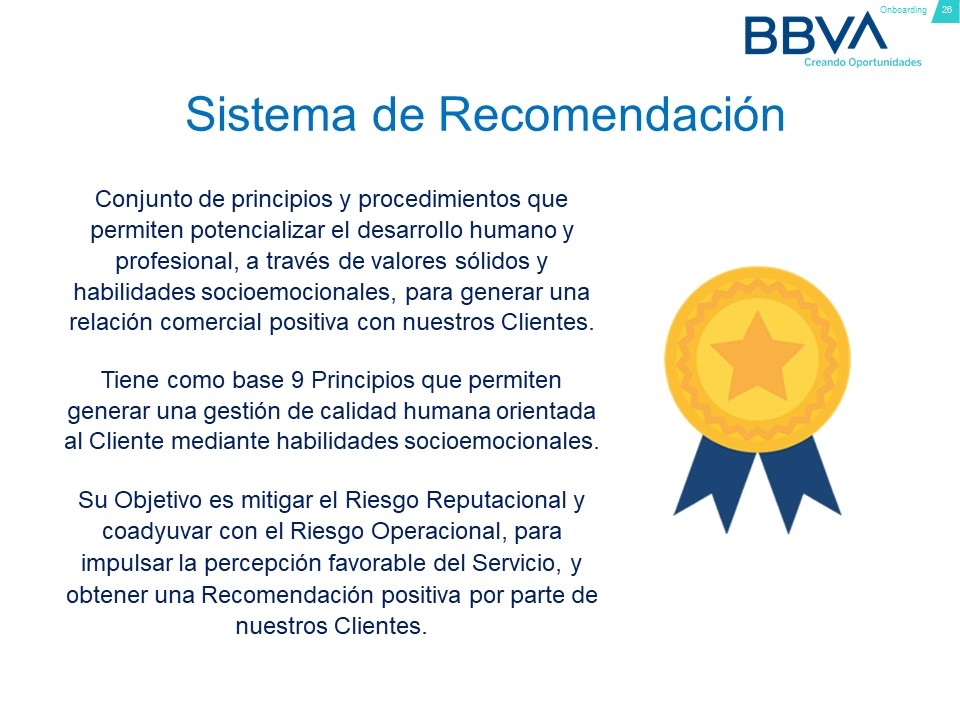 Onboarding 26
BBVA
Creando Oportunidades
Sistema de Recomendación
Conjunto de principios y procedimientos que
permiten potencializar el desarrollo humano y
profesional, a través de valores sólidos y
habilidades socioemocionales, para generar una
relación comercial positiva con nuestros Clientes.
Tiene como base 9 Principios que permiten
generar una gestión de calidad humana orientada
al Cliente mediante habilidades socioemocionales.
Su Objetivo es mitigar el Riesgo Reputacional y
coadyuvar con el Riesgo Operacional, para
impulsar la percepción favorable del Servicio, y
obtener una Recomendación positiva por parte de
nuestros Clientes.